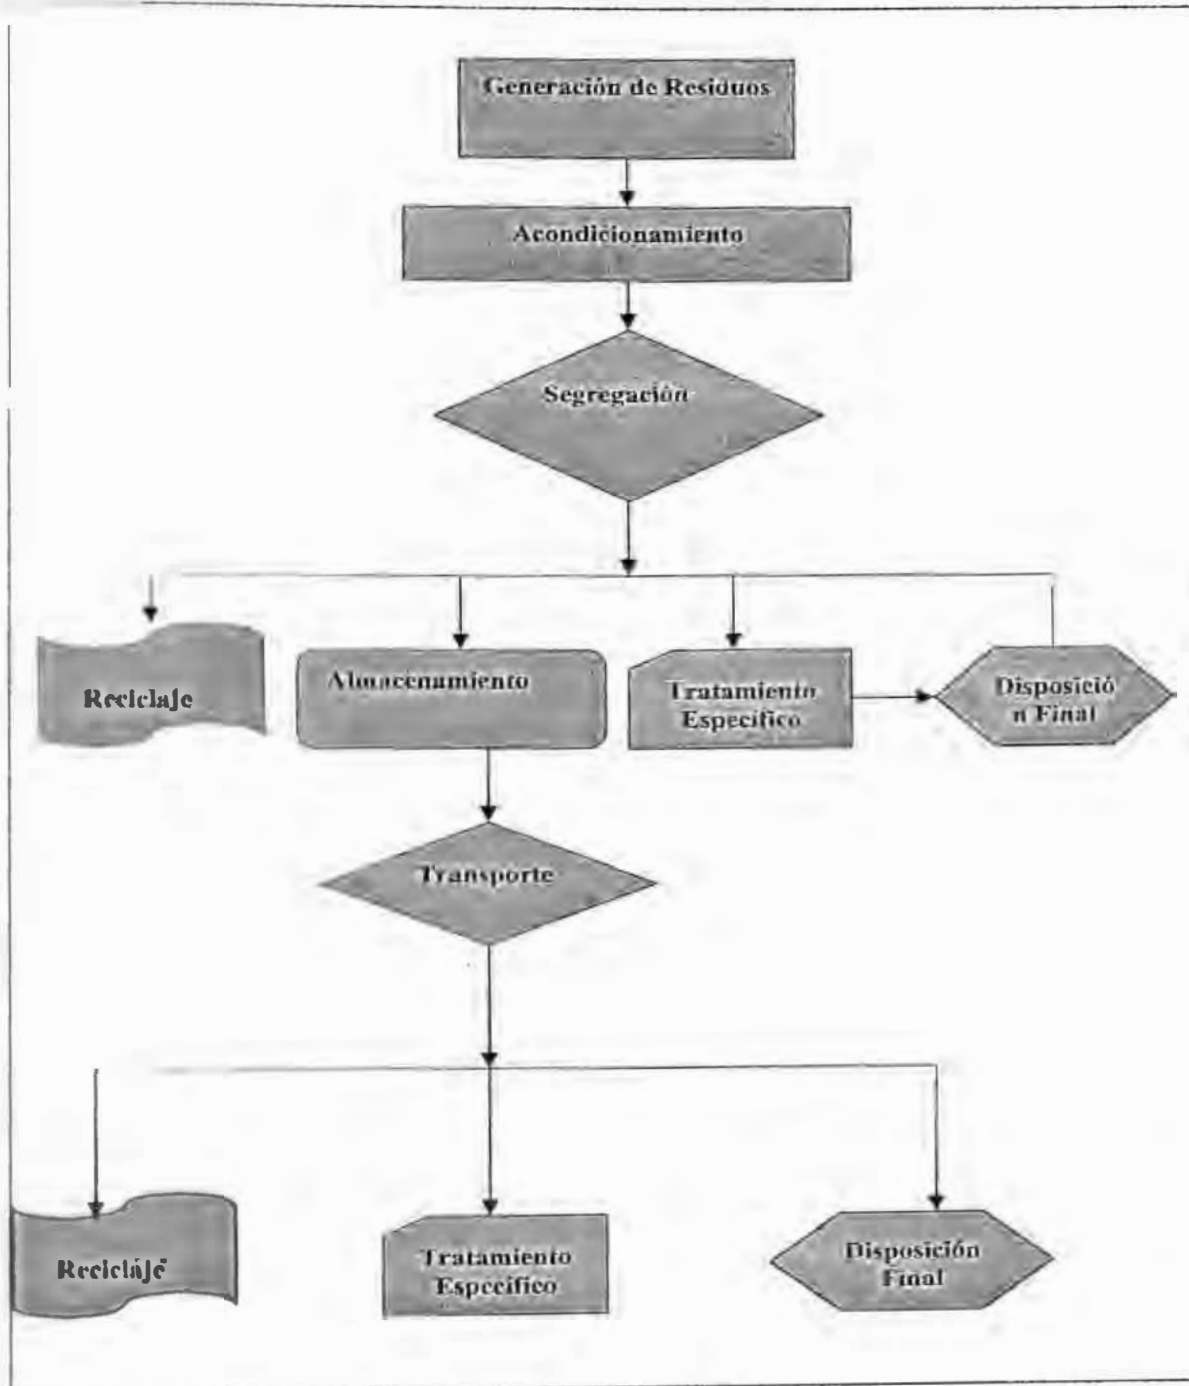 Generación de Residuos
Acondicionamiento
Segregación
Reciclaje
Almacenamiento
Tratamiento
Específico
Disposició
n Final
Transporte
Reciclaje
Tratamiento
Específico
Disposición
Final